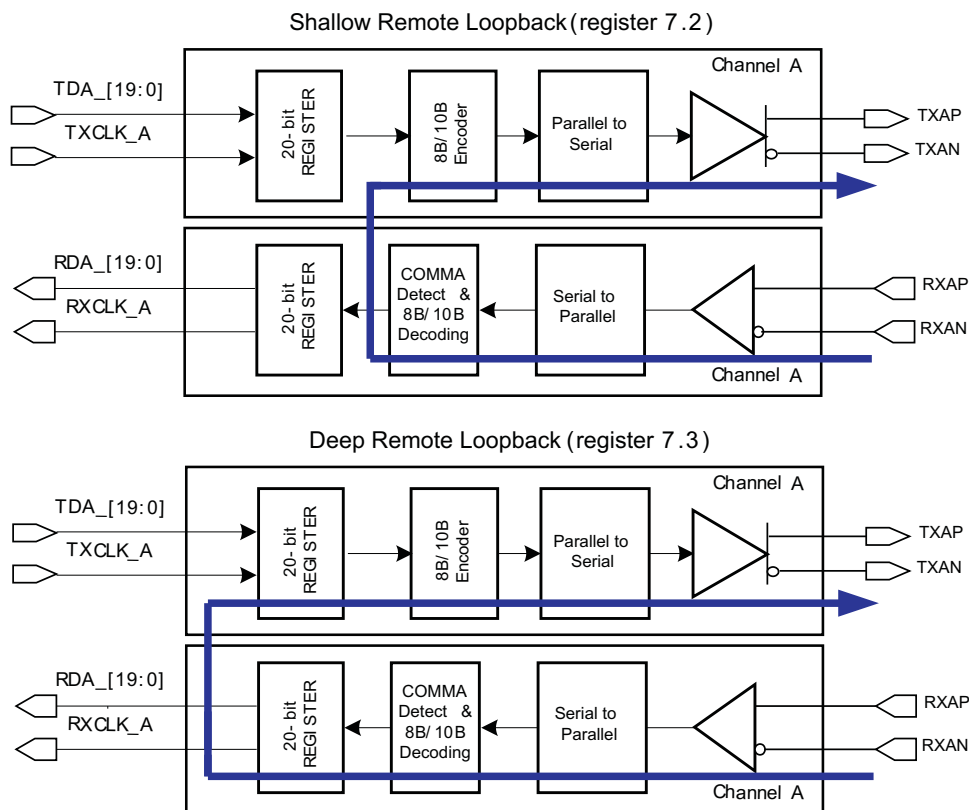 Shallow Remote Loopback (register 7.2)
Channel A
TDA_[19:0]
TXCLK_A
20-bit
REGISTER
8B/10B
Encoder
Parallel to
Serial
TXAP
TXAN
RDA_[19:0]
RXCLK_A
20-bit
REGISTER
COMMA
Detect &
8B/10B
Decoding
Serial to
Parallel
RXAP
RXAN
Channel A
Deep Remote Loopback (register 7.3)
Channel A
TDA_[19:0]
TXCLK_A
20-bit
REGISTER
8B/10B
Encoder
Parallel to
Serial
TXAP
TXAN
RDA_[19:0]
RXCLK_A
20-bit
REGISTER
COMMA
Detect &
8B/10B
Decoding
Serial to
Parallel
RXAP
RXAN
Channel A